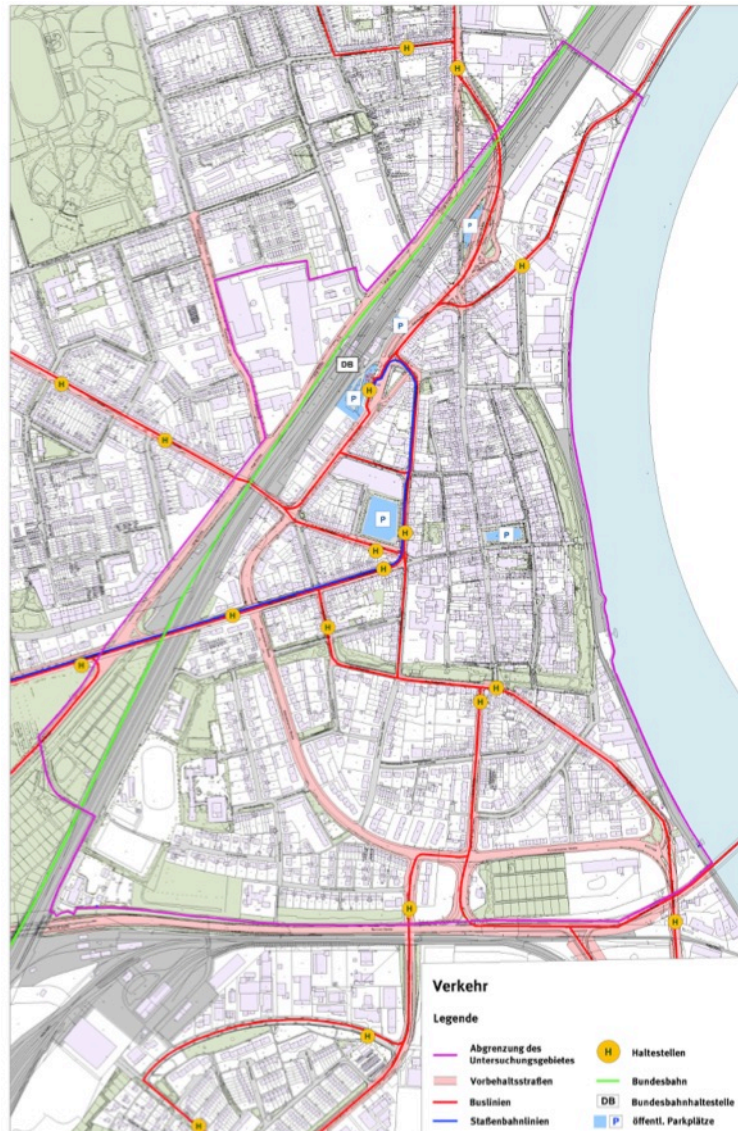 H
H
P
H
P
DB
H
P
H
H
P
H
P
H
H
H
H
H
H
H
H
H
H
H
Verkehr
Legende
Abgrenzung des
Untersuchungsgebietes
H
Haltestellen
Vorbehaltsstraßen
Bundesbahn
Buslinien
DB
Bundesbahnhaltestelle
Staßenbahnlinien
P
öffentl. Parkplätze